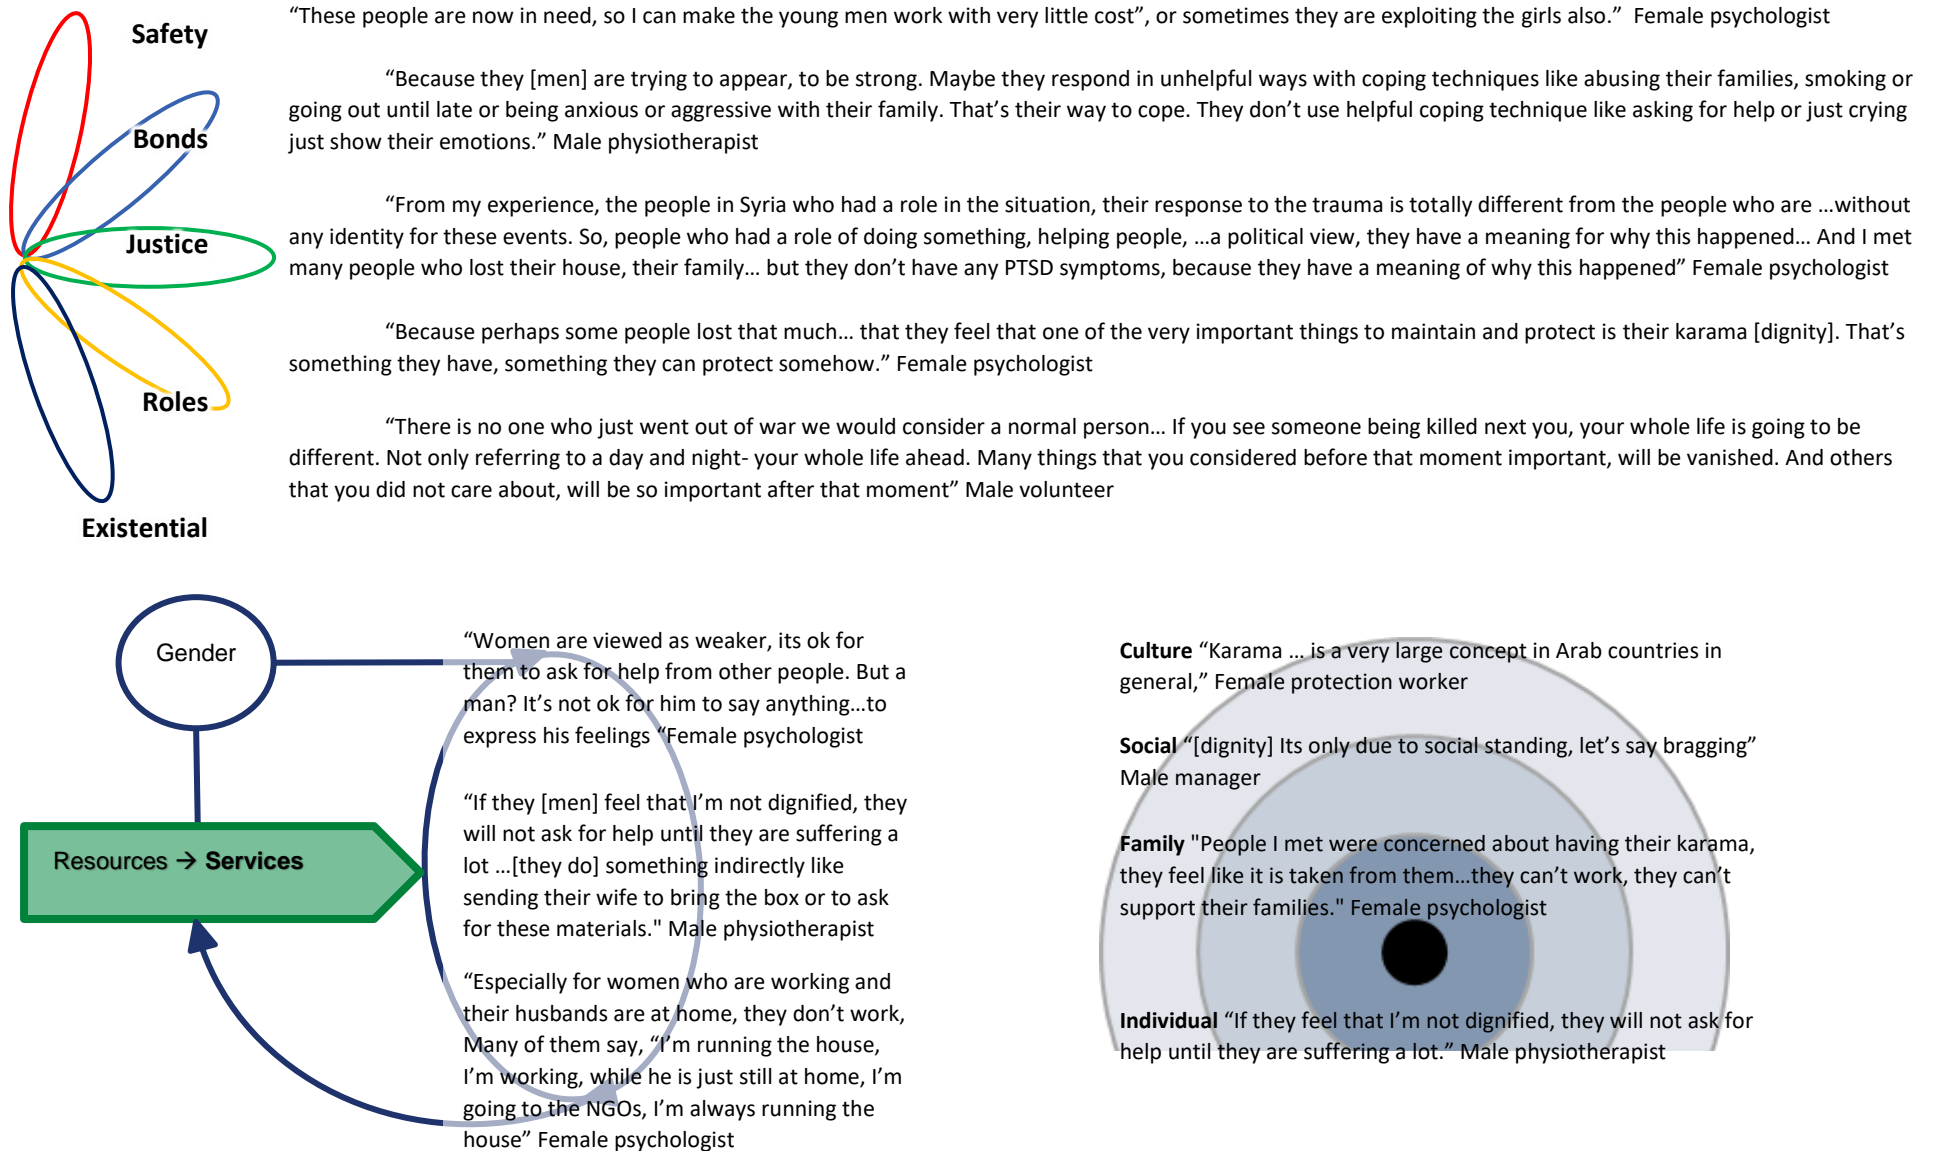 Safety
“These people are now in need, so I can make the young men work with very little cost”, or sometimes they are exploiting the girls also.”  Female psychologist
Bonds
“Because they [men] are trying to appear, to be strong. Maybe they respond in unhelpful ways with coping techniques like abusing their families, smoking or
going out until late or being anxious or aggressive with their family. That’s their way to cope. They don’t use helpful coping technique like asking for help or just crying
just show their emotions.” Male physiotherapist
Justice
“From my experience, the people in Syria who had a role in the situation, their response to the trauma is totally different from the people who are …without
any identity for these events. So, people who had a role of doing something, helping people, …a political view, they have a meaning for why this happened… And I met
many people who lost their house, their family… but they don’t have any PTSD symptoms, because they have a meaning of why this happened” Female psychologist
Roles
“Because perhaps some people lost that much… that they feel that one of the very important things to maintain and protect is their karama [dignity]. That’s
something they have, something they can protect somehow.” Female psychologist
Existential
“There is no one who just went out of war we would consider a normal person… If you see someone being killed next you, your whole life is going to be
different. Not only referring to a day and night- your whole life ahead. Many things that you considered before that moment important, will be vanished. And others
that you did not care about, will be so important after that moment” Male volunteer
Gender
Resources → Services
“Women are viewed as weaker, its ok for
them to ask for help from other people. But a
man? It’s not ok for him to say anything…to
express his feelings “Female psychologist
“If they [men] feel that I’m not dignified, they
will not ask for help until they are suffering a
lot …[they do] something indirectly like
sending their wife to bring the box or to ask
for these materials." Male physiotherapist
“Especially for women who are working and
their husbands are at home, they don’t work,
Many of them say, “I’m running the house,
I’m working, while he is just still at home, I’m
going to the NGOs, I’m always running the
house” Female psychologist
Culture “Karama … is a very large concept in Arab countries in
general,” Female protection worker
Social “[dignity] Its only due to social standing, let’s say bragging”
Male manager
Family "People I met were concerned about having their karama,
they feel like it is taken from them…they can’t work, they can’t
support their families." Female psychologist
Individual “If they feel that I’m not dignified, they will not ask for
help until they are suffering a lot.” Male physiotherapist